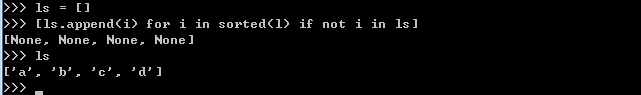 >>> ls = []
>>> [ls.append(i) for i in sorted(l) if not i in ls]
[None, None, None, None]
>>> ls
['a', 'b', 'c', 'd']
>>> _